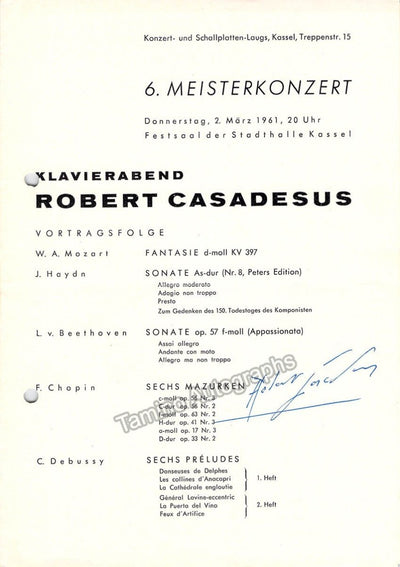 Konzert- und Schallplatten-Laugs, Kassel, Treppenstr. 15
6. MEISTERKONZERT
Donnerstag, 2. März 1961, 20 Uhr
Festsaal der Stadthalle Kassel
KLAVIERABEND
ROBERT CASADESUS
VORTRAGSFOLGE
W. A. Mozart FANTASIE d-moll KV 397
J. Haydn SONATE As-dur (Nr. 8, Peters Edition)
Allegro moderato
Adagio non troppo
Presto
Zum Gedenken des 150. Todestages des Komponisten
L. v. Beethoven SONATE op. 57 f-moll (Appassionata)
Assai allegro
Andante con moto
Allegro ma non troppo
F. Chopin SECHS MAZURKEN
c-moll op. 56 Nr. 3
C-dur op. 56 Nr. 2
f-moll op. 63 Nr. 2
H-dur op. 41 Nr. 3
a-moll op. 17 Nr. 3
D-dur op. 33 Nr. 2
Robert Casadesus
Tamino Autographs
C. Debussy SECHS PRÉLUDES
Danseuses de Delphes
Les collines d'Anacapri
La Cathédrale engloutie
1. Heft
Général Lavine-eccentric
La Puerta del Vino
Feux d'Artifice
2. Heft